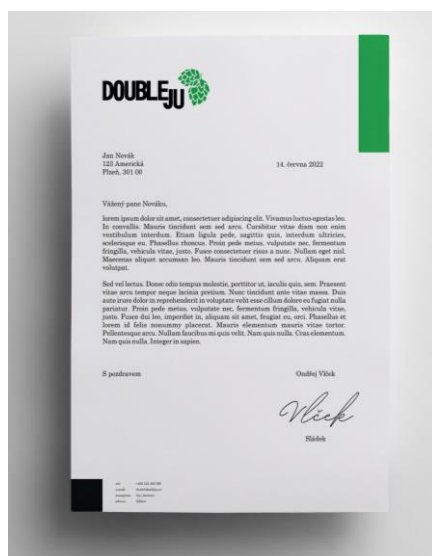 DOUBLEJU
Jan Novák
123 Americká
Plzeň, 301 00
14. června 2022
Vážený pane Nováku,
lorem ipsum dolor sit amet, consectetuer adipiscing elit. Vivamus luctus egestas leo.
In convallis. Mauris tincidunt sem sed arcu. Curabitur vitae diam non enim
vestibulum interdum. Etiam ligula pede, sagittis quis, interdum ultricies,
scelerisque eu. Phasellus rhoncus. Proin pede metus, vulputate nec, fermentum
fringilla, vehicula vitae, justo. Fusce consectetuer risus a nunc. Nullam eget nisl.
Maecenas aliquet accumsan leo. Mauris tincidunt sem sed arcu. Aliquam erat
volutpat.
Sed vel lectus. Donec odio tempus molestie, porttitor ut, iaculis quis, sem. Praesent
vitae arcu tempor neque lacinia pretium. Nunc tincidunt ante vitae massa. Duis
aute irure dolor in reprehenderit in voluptate velit esse cillum dolore eu fugiat nulla
pariatur. Proin pede metus, vulputate nec, fermentum fringilla, vehicula vitae,
justo. Fusce dui leo, imperdiet in, aliquam sit amet, feugiat eu, orci. Phasellus et
lorem id felis nonummy placerat. Mauris elementum mauris vitae tortor.
Pellentesque arcu. Nullam faucibus mi quis velit. Nam quis nulla. Cras elementum.
Nam quis nulla. Integer in sapien.
S pozdravem
Ondřej Vlček
Vlček
Sládek